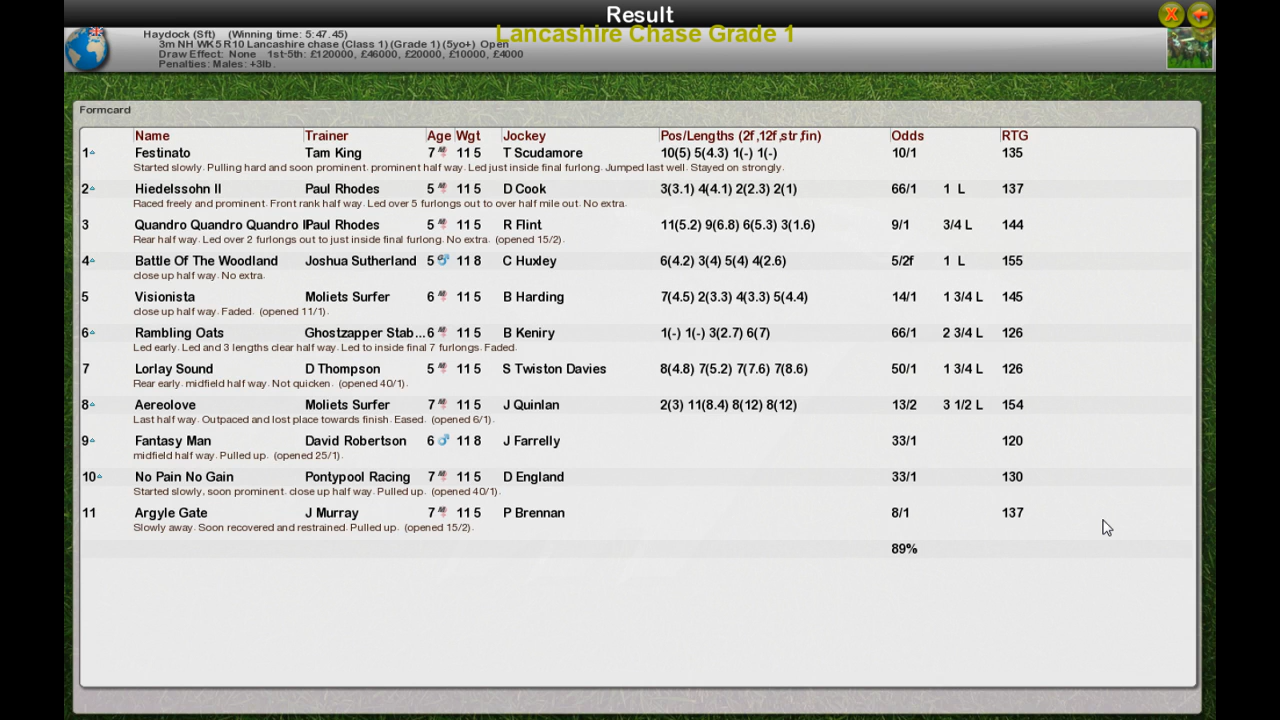 Result
Lancashire Chase Grade 1
Haydock (Sft) (Winning time: 5:47.45)
3m NH WK5 R10 Lancashire chase (Class 1) (Grade 1) (5yo+) Open
Draw Effect: None 1st-5th: £120000, £46000, £20000, £10000, £4000
Penalties: Males: +3lb.
Formcard
Name Trainer Age Wgt Jockey Pos/Lengths (2f,12f,str,fin) Odds RTG
1 Festinato Tam King 7 11 5 T Scudamore 10(5) 5(4.3) 1(-) 1(-) 10/1 135
Started slowly. Pulling hard and soon prominent. prominent half way. Led just inside final furlong. Jumped last well. Stayed on strongly.
2 Hiedelssohn II Paul Rhodes 5 11 5 D Cook 3(3.1) 4(4.1) 2(2.3) 2(1) 66/1 1 L 137
Raced freely and prominent. Front rank half way. Led over 5 furlongs out to over half mile out. No extra.
3 Quandro Quandro Quandro I Paul Rhodes 5 11 5 R Flint 11(5.2) 9(6.8) 6(5.3) 3(1.6) 9/1 3/4 L 144
Rear half way. Led over 2 furlongs out to just inside final furlong. No extra. (opened 15/2).
4 Battle Of The Woodland Joshua Sutherland 5 11 8 C Huxley 6(4.2) 3(4) 5(4) 4(2.6) 5/2f 1 L 155
close up half way. No extra.
5 Visionista Moliets Surfer 6 11 5 B Harding 7(4.5) 2(3.3) 4(3.3) 5(4.4) 14/1 1 3/4 L 145
close up half way. Faded. (opened 11/1).
6 Rambling Oats Ghostzapper Stab... 6 11 5 B Keniry 1(-) 1(-) 3(2.7) 6(7) 66/1 2 3/4 L 126
Led early. Led and 3 lengths clear half way. Led to inside final 7 furlongs. Faded.
7 Lorlay Sound D Thompson 5 11 5 S Twiston Davies 8(4.8) 7(5.2) 7(7.6) 7(8.6) 50/1 1 3/4 L 126
Rear early. midfield half way. Not quicken. (opened 40/1).
8 Aereolove Moliets Surfer 7 11 5 J Quinlan 2(3) 11(8.4) 8(12) 8(12) 13/2 3 1/2 L 154
Last half way. Outpaced and lost place towards finish. Eased. (opened 6/1).
9 Fantasy Man David Robertson 6 11 8 J Farrelly 33/1 120
midfield half way. Pulled up. (opened 25/1).
10 No Pain No Gain Pontypool Racing 7 11 5 D England 33/1 130
Started slowly, soon prominent. close up half way. Pulled up. (opened 40/1).
11 Argyle Gate J Murray 7 11 5 P Brennan 8/1 137
Slowly away. Soon recovered and restrained. Pulled up. (opened 15/2).
89%